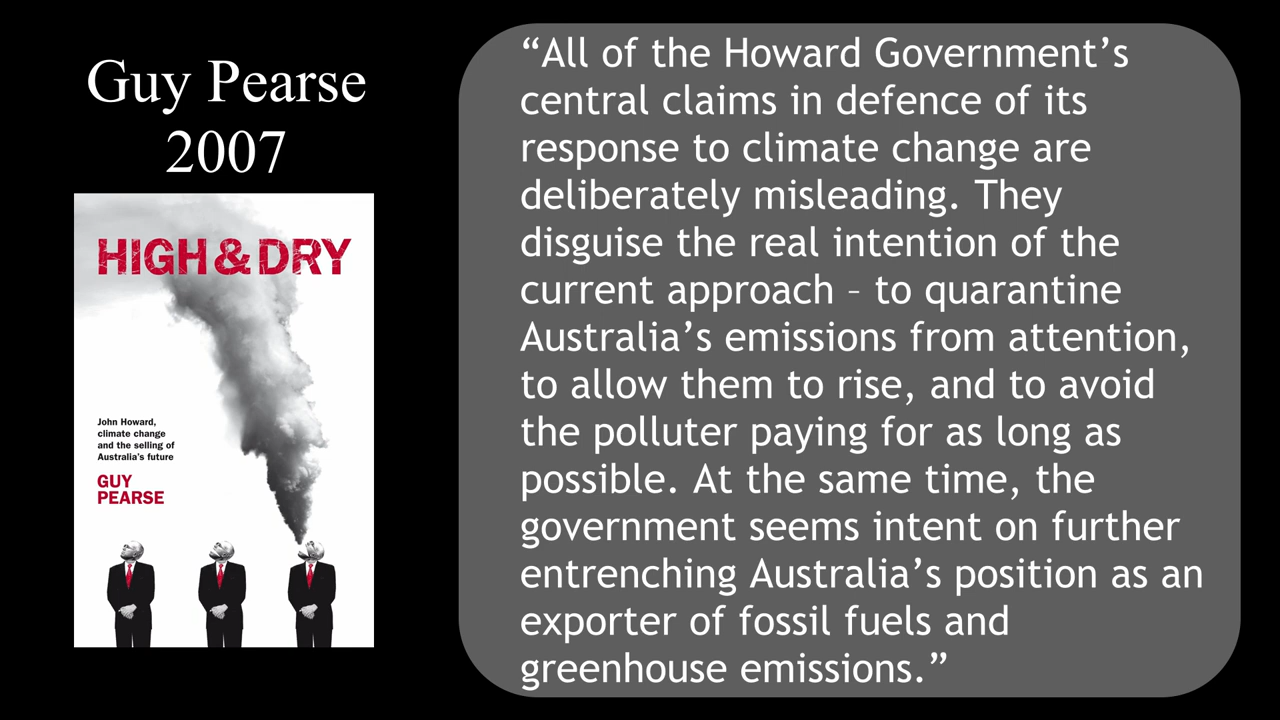 Guy Pearse
2007
HIGH & DRY
John Howard,
climate change
and the selling of
Australia's future
GUY
PEARSE
“All of the Howard Government’s
central claims in defence of its
response to climate change are
deliberately misleading. They
disguise the real intention of the
current approach – to quarantine
Australia’s emissions from attention,
to allow them to rise, and to avoid
the polluter paying for as long as
possible. At the same time, the
government seems intent on further
entrenching Australia’s position as an
exporter of fossil fuels and
greenhouse emissions.”